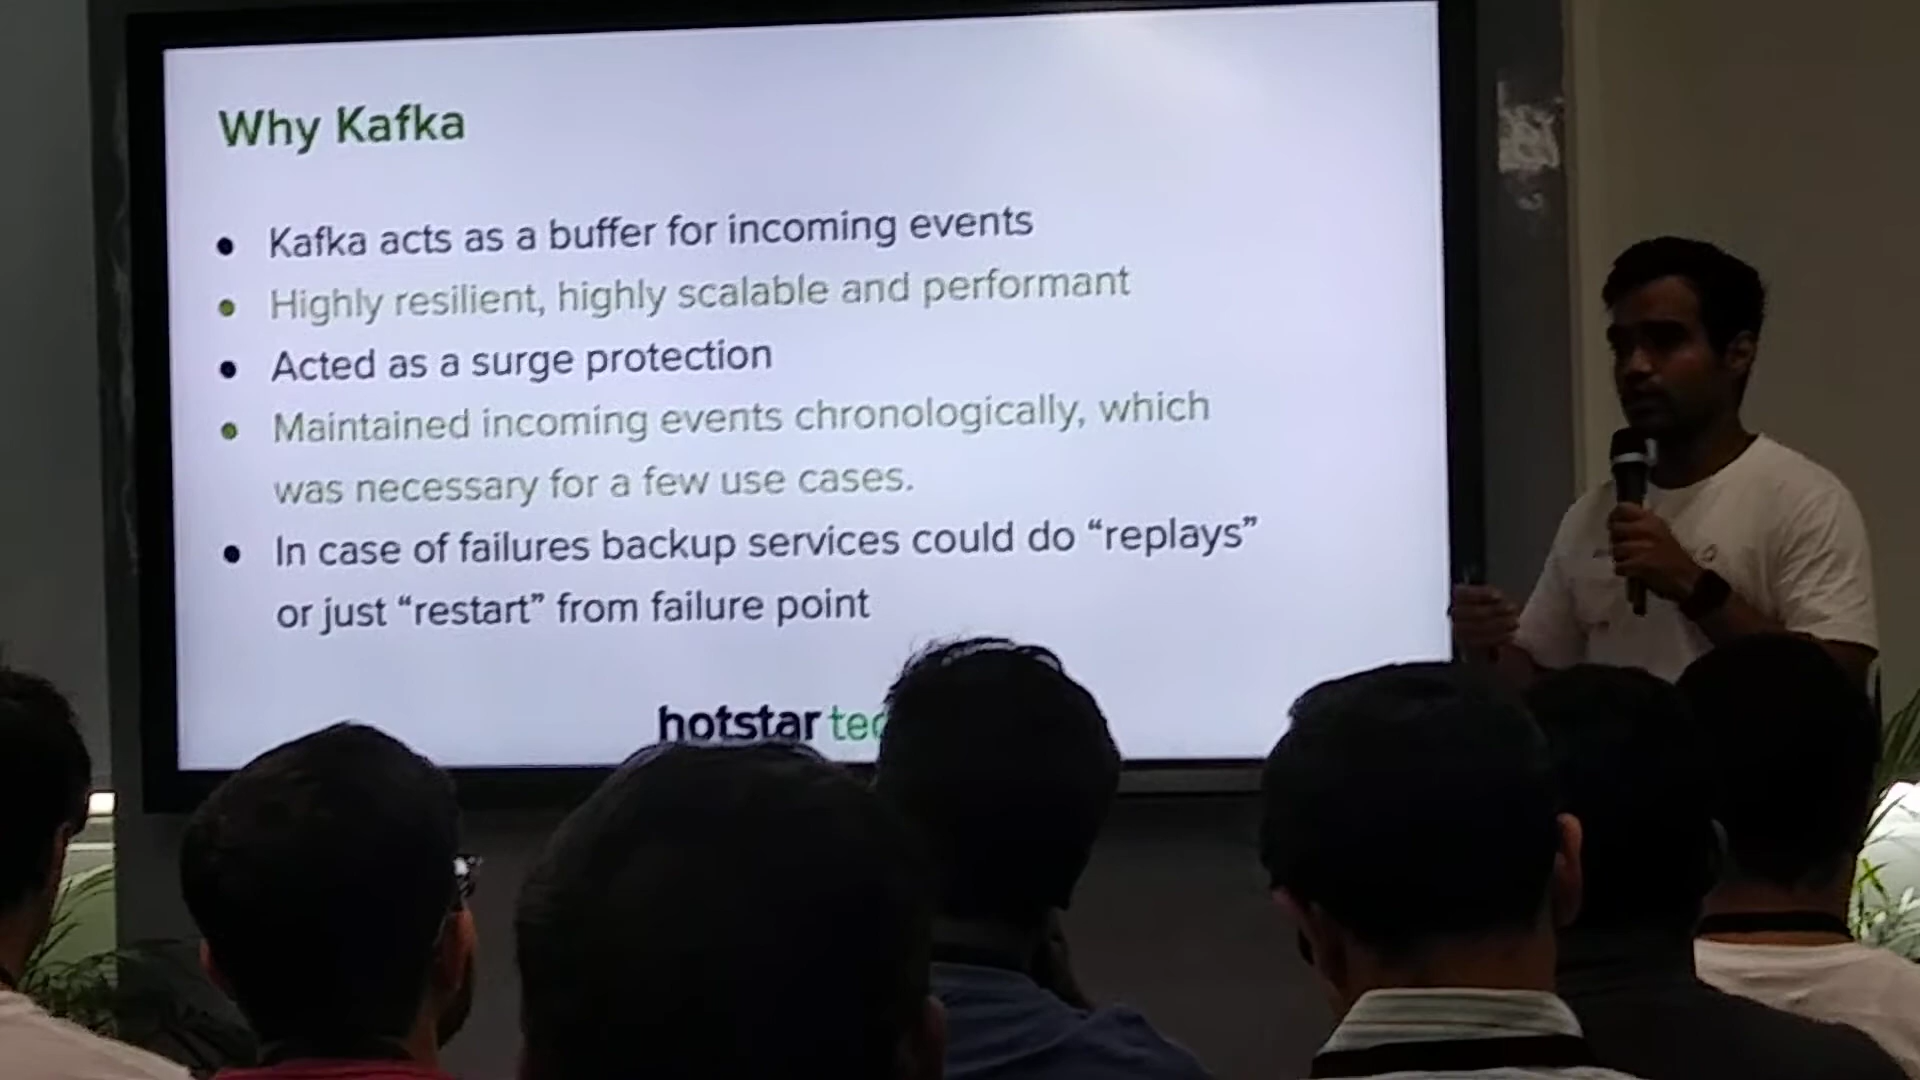 Why Kafka
Kafka acts as a buffer for incoming events
Highly resilient, highly scalable and performant
Acted as a surge protection
Maintained incoming events chronologically, which
was necessary for a few use cases.
In case of failures backup services could do “replays”
or just “restart” from failure point
hotstar